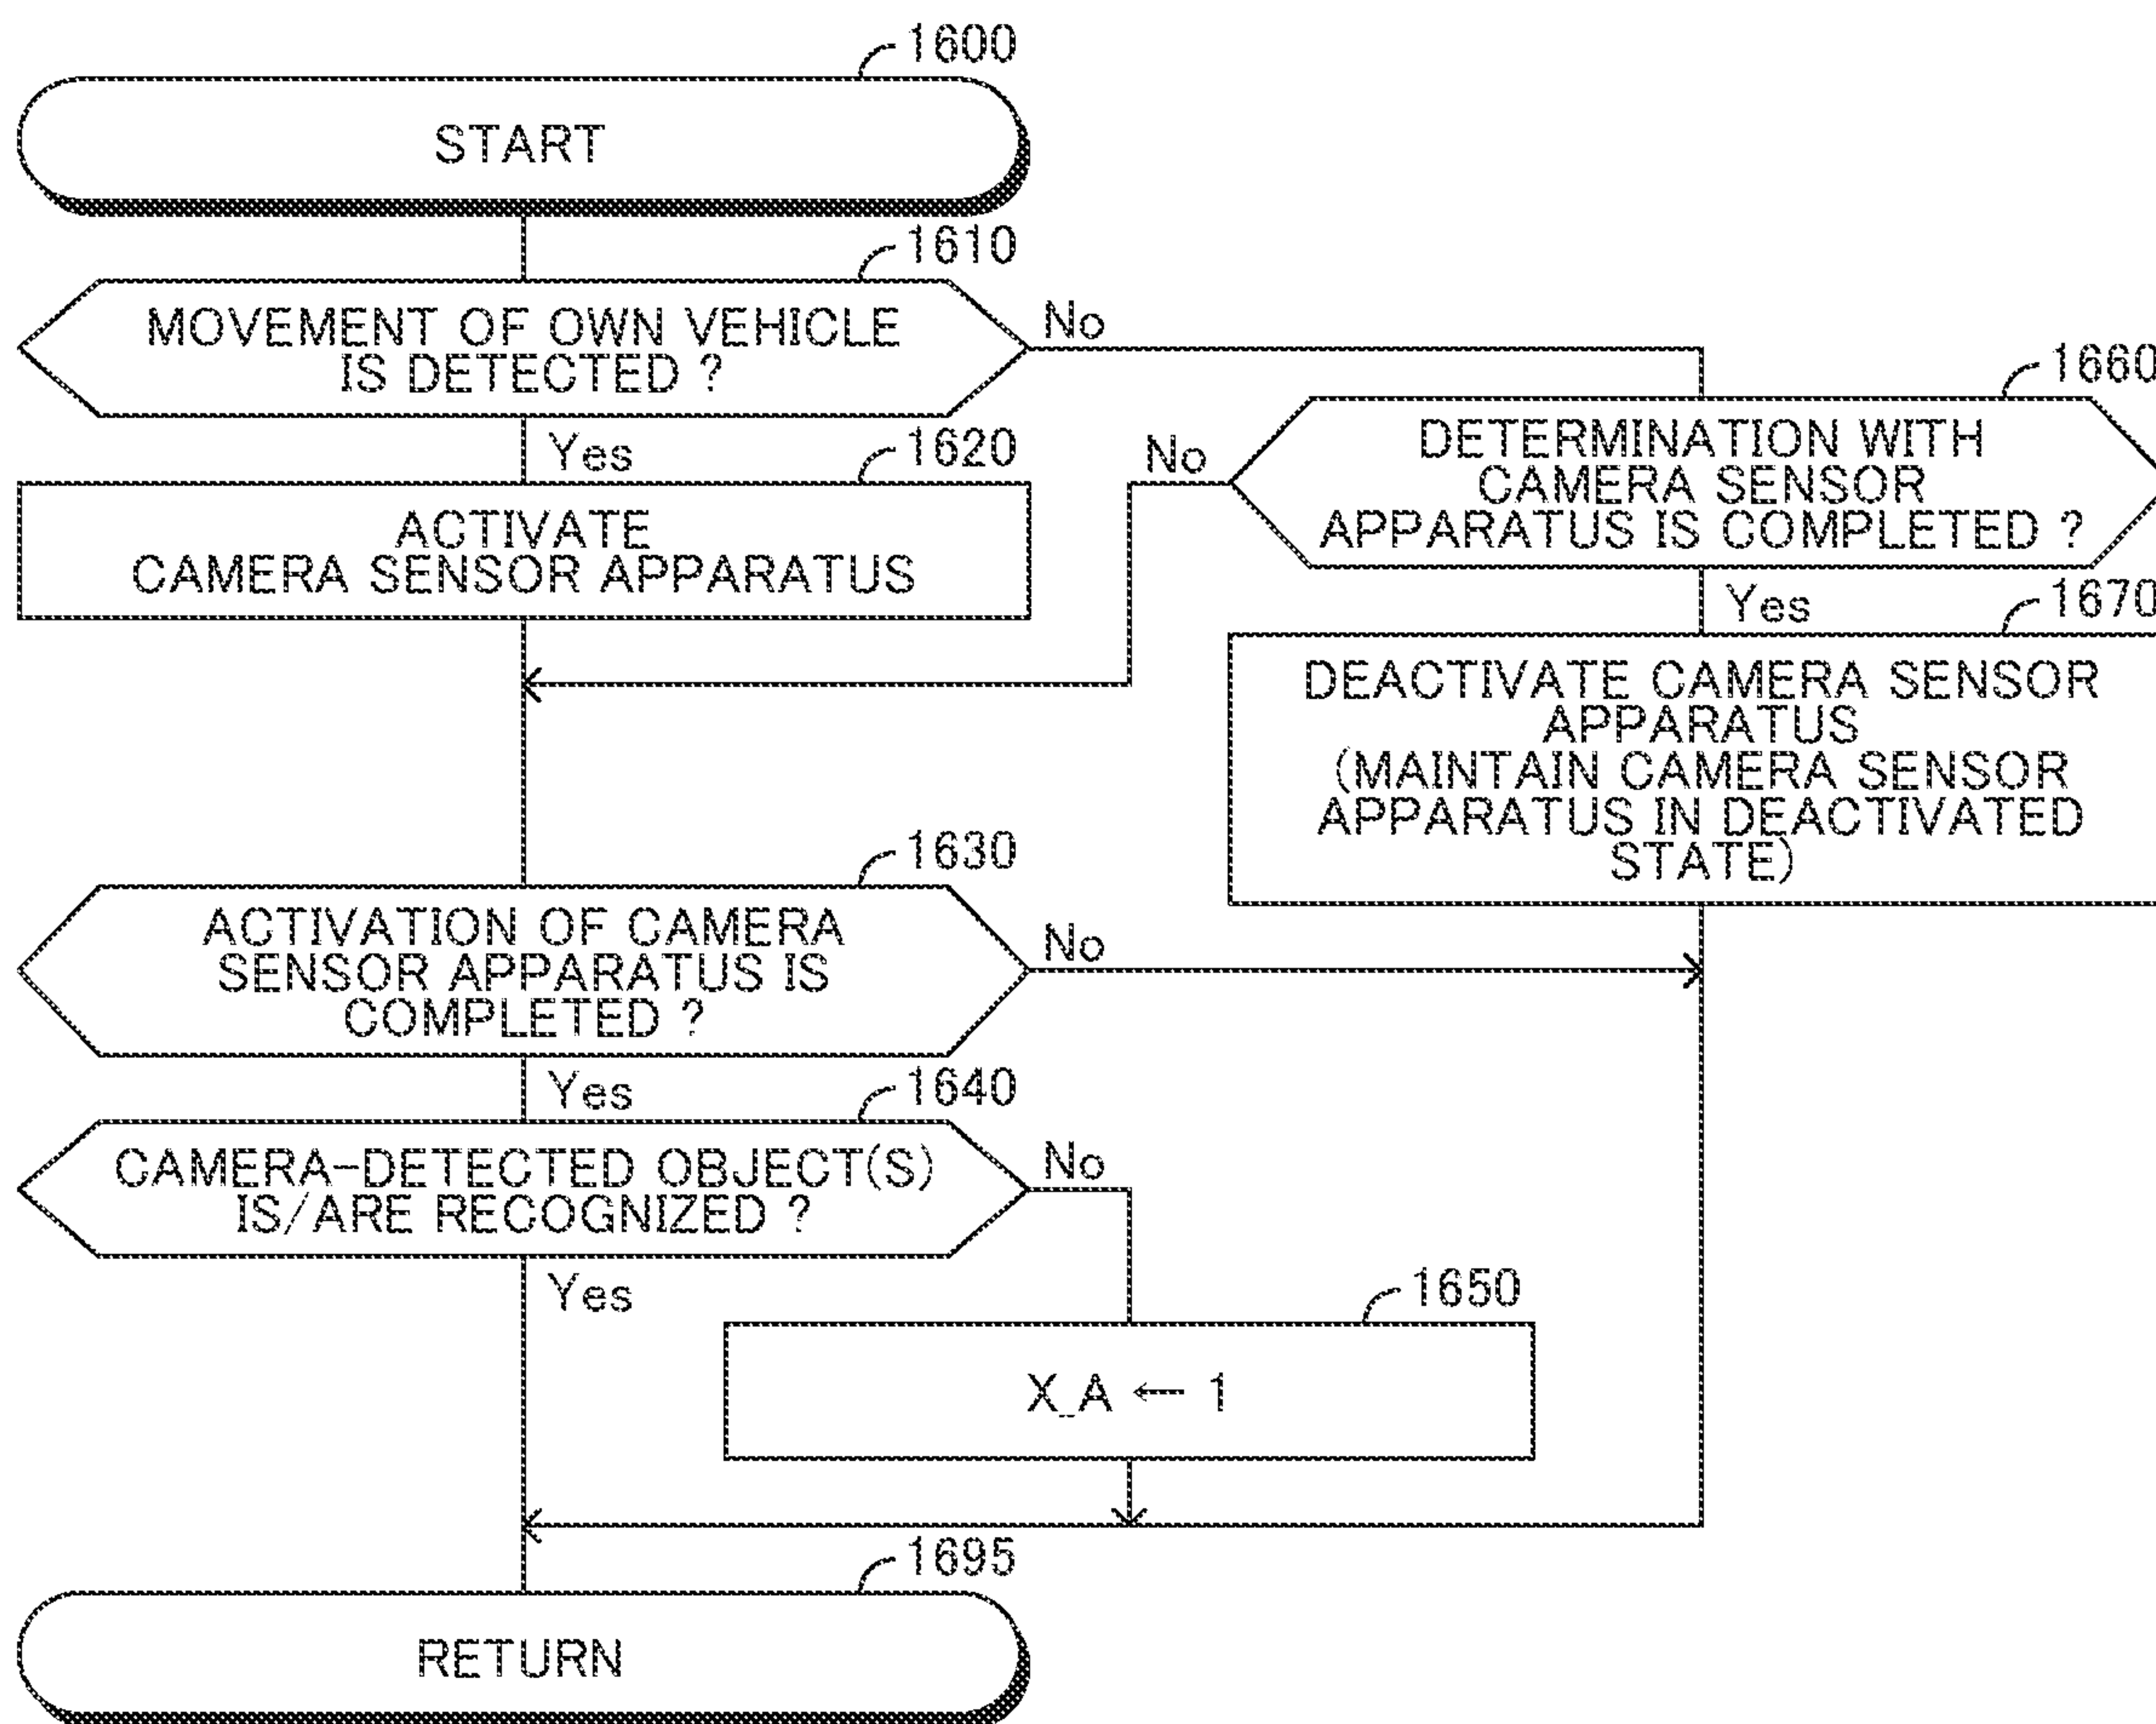 1600
START
1610
MOVEMENT OF OWN VEHICLE
IS DETECTED ?
No
Yes
1660
DETERMINATION WITH
CAMERA SENSOR
APPARATUS IS COMPLETED ?
No
Yes
1620
ACTIVATE
CAMERA SENSOR APPARATUS
1670
DEACTIVATE CAMERA SENSOR
APPARATUS
(MAINTAIN CAMERA SENSOR
APPARATUS IN DEACTIVATED
STATE)
1630
ACTIVATION OF CAMERA
SENSOR APPARATUS IS
COMPLETED ?
No
Yes
1640
CAMERA-DETECTED OBJECT(S)
IS/ARE RECOGNIZED ?
No
Yes
1650
X_A ← 1
1695
RETURN